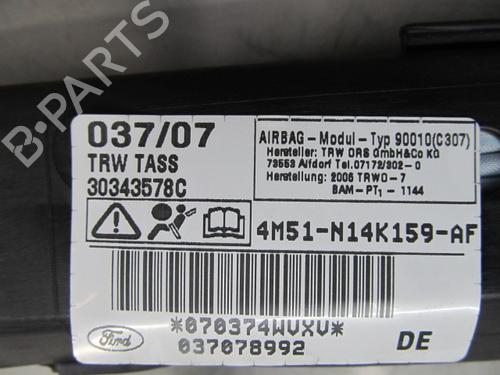 037/07
TRW TASS
30343578C
AIRBAG-Modul-Typ 90010(C307)
Hersteller: TRW ORS GmbH&Co KG
73553 Alfdorf Tel.07172/302-0
Herstellung: 2006 TRWO-7
BAM-PT1-1144
4M51-N14K159-AF
*070374WVXV*
037078992
Ford
DE
B-PARTS